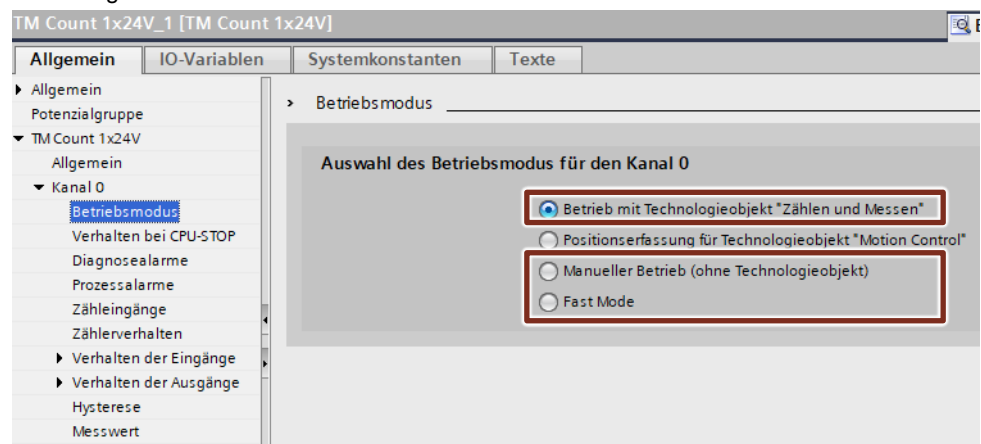 TM Count 1x24V_1 [TM Count 1x24V]
Allgemein IO-Variablen Systemkonstanten Texte
Allgemein
Potenzialgruppe
TM Count 1x24V
Allgemein
Kanal 0
Betriebsmodus
Verhalten bei CPU-STOP
Diagnosealarme
Prozessalarme
Zähleingänge
Zählerverhalten
Verhalten der Eingänge
Verhalten der Ausgänge
Hysterese
Messwert
Betriebsmodus
Auswahl des Betriebsmodus für den Kanal 0
Betrieb mit Technologieobjekt "Zählen und Messen"
Positionserfassung für Technologieobjekt "Motion Control"
Manueller Betrieb (ohne Technologieobjekt)
Fast Mode